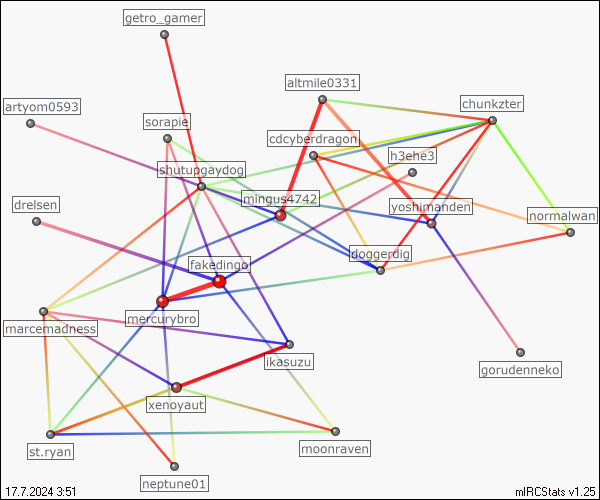 getro_gamer
altmile0331
artyom0593
chunkzter
sorapie
cdcyberdragon
h3ehe3
shutupgaydog
mingus4742
drelsen
yoshimanden
normalwan
doggerdig
fakedingo
mercurybro
marcemadness
ikasuzu
gorudenneko
xenoyaut
st.ryan
moonraven
neptune01
17.7.2024 3:51
mIRCStats v1.25